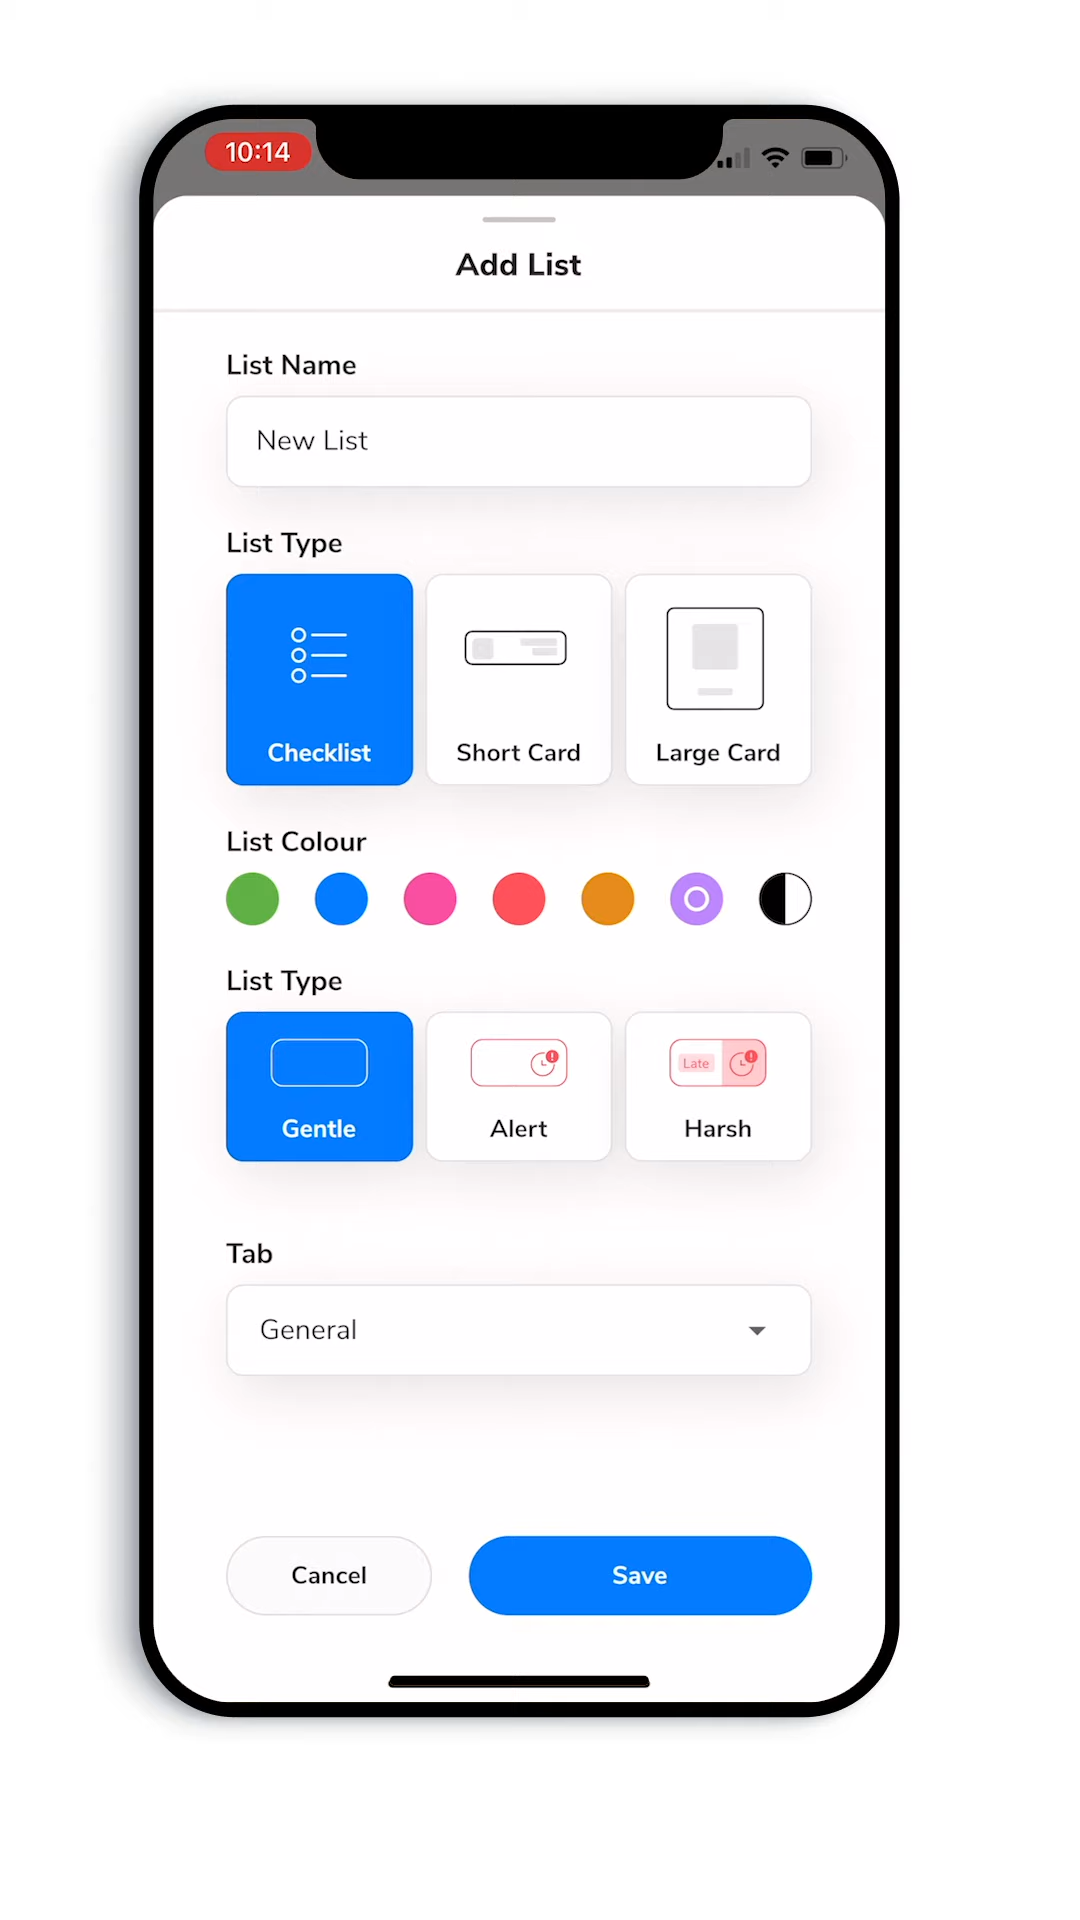 10:14
Add List
List Name
New List
List Type
Checklist
Short Card
Large Card
List Colour
List Type
Late
Gentle
Alert
Harsh
Tab
General
Cancel
Save